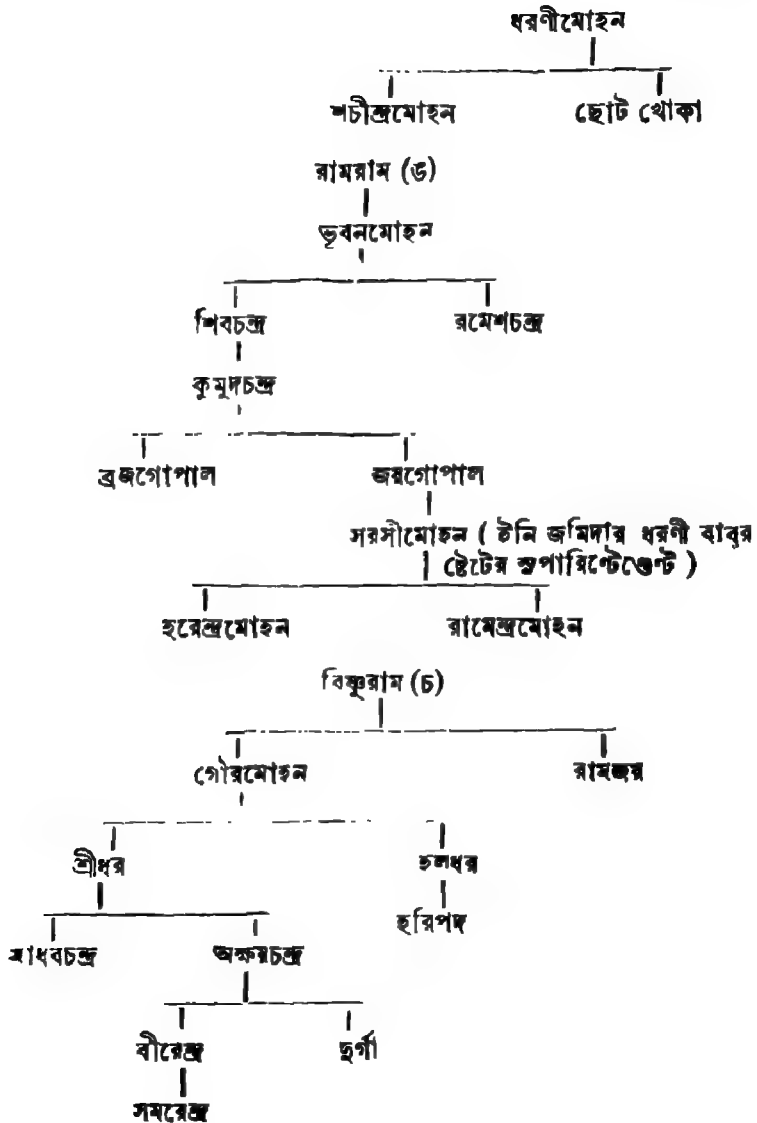 ধরণীমোহন
শচীন্দ্রমোহন ছোট খোকা
রামরাম (ঙ)
ভূবনমোহন
শিবচন্দ্র রমেশচন্দ্র
কুমুদচন্দ্র
ব্রজগোপাল জয়গোপাল
সরসীমোহন ( ইনি জমিদার ধরণী বাবুর
ষ্টেটের সুপারিন্টেণ্ডেণ্ট )
হরেন্দ্রমোহন রামেন্দ্রমোহন
বিষ্ণুরাম (চ)
গৌরমোহন রামজয়
শ্রীধর হলধর
হরিপদ
মাধবচন্দ্র অক্ষয়চন্দ্র
বীরেন্দ্র দুর্গা
সমরেন্দ্র